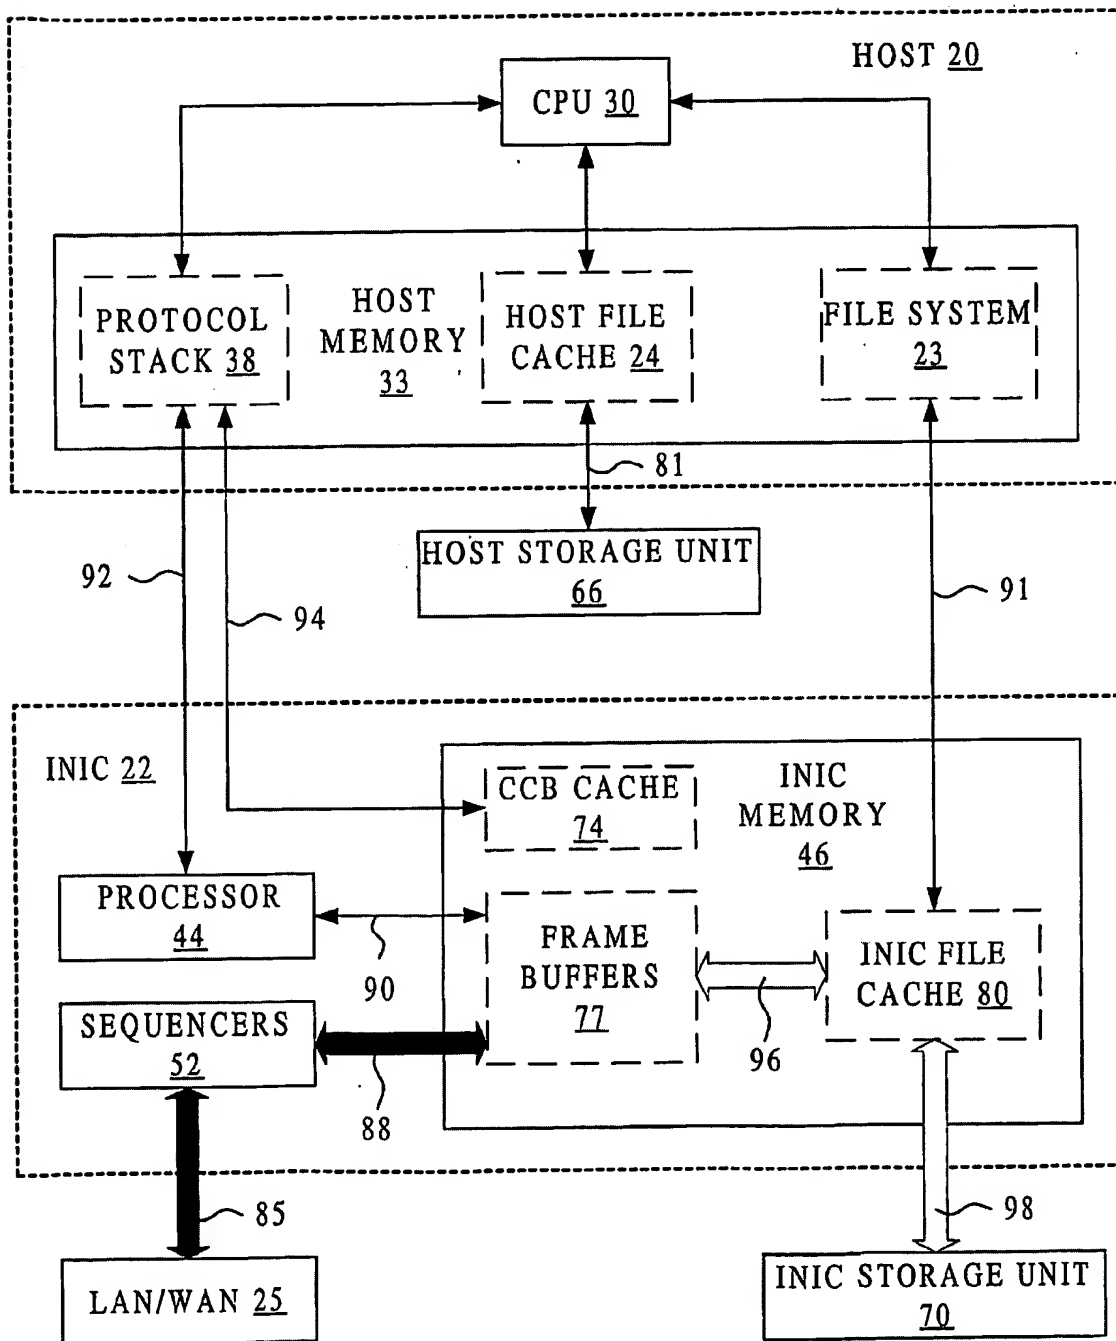 HOST 20
CPU 30
PROTOCOL
STACK 38
HOST
MEMORY
33
HOST FILE
CACHE 24
FILE SYSTEM
23
81
HOST STORAGE UNIT
66
92
94
91
INIC 22
CCB CACHE
74
INIC
MEMORY
46
PROCESSOR
44
90
FRAME
BUFFERS
77
INIC FILE
CACHE 80
SEQUENCERS
52
96
88
85
98
LAN/WAN 25
INIC STORAGE UNIT
70